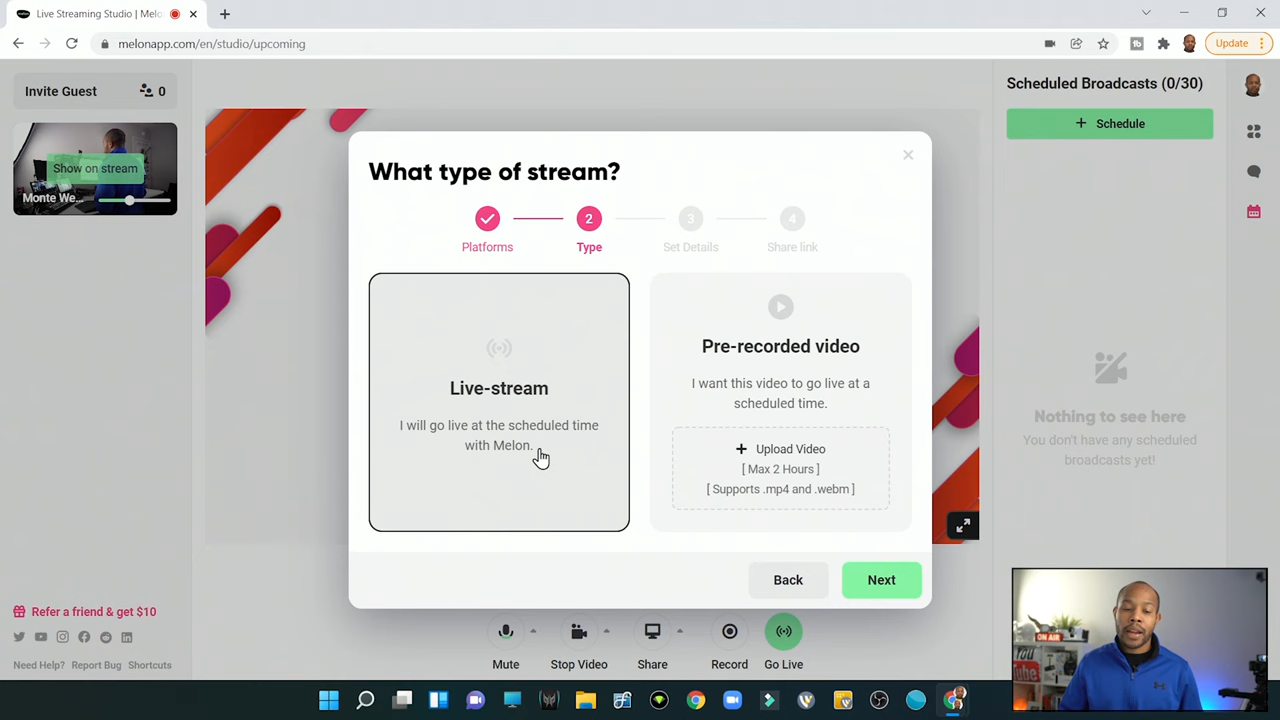 Live Streaming Studio | Melo
melonapp.com/en/studio/upcoming
Update
Invite Guest
0
Show on stream
Monte We...
Scheduled Broadcasts (0/30)
+ Schedule
What type of stream?
2
3
4
Platforms
Type
Set Details
Share link
Live-stream
I will go live at the scheduled time
with Melon.
Pre-recorded video
I want this video to go live at a
scheduled time.
+ Upload Video
[ Max 2 Hours ]
[ Supports .mp4 and .webm ]
Back
Next
Nothing to see here
You don't have any scheduled
broadcasts yet!
Refer a friend & get $10
Need Help?
Report Bug
Shortcuts
Mute
Stop Video
Share
Record
Go Live
ON AIR